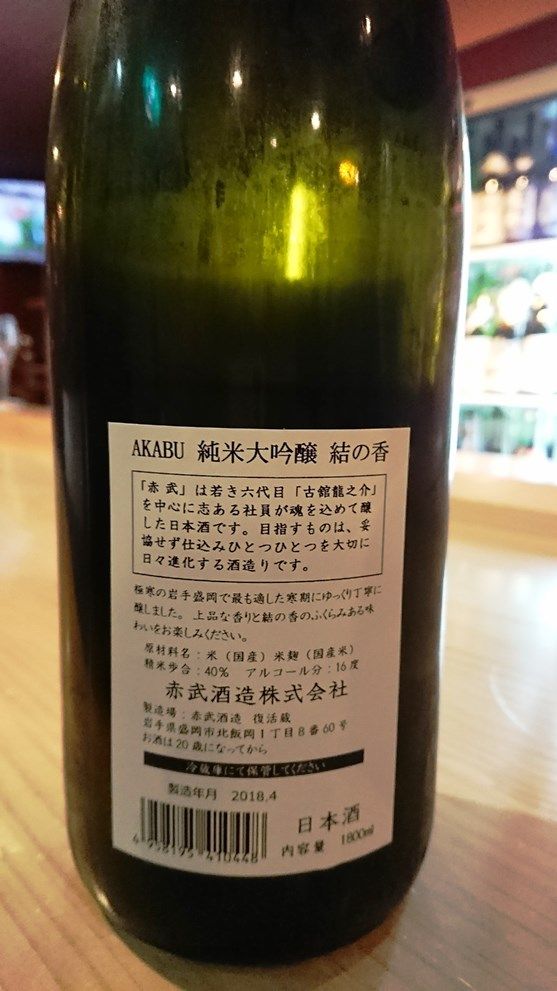 AKABU 純米大吟醸 結の香
「赤武」は若き六代目「古舘龍之介」
を中心に志ある社員が魂を込めて醸
した日本酒です。目指すものは、妥
協せず仕込みひとつひとつを大切に
日々進化する酒造りです。
極寒の岩手盛岡で最も適した寒期にゆっくり丁寧に
醸しました。上品な香りと結の香のふくらみある味
わいをお楽しみください。
原材料名:米(国産)米麹(国産米)
精米歩合:40% アルコール分:16度
赤武酒造株式会社
製造場:赤武酒造 復活蔵
岩手県盛岡市北飯岡1丁目8番60号
お酒は20歳になってから
冷蔵庫にて保管してください
製造年月 2018.4
4 958195 410448
日本酒
内容量 1800ml